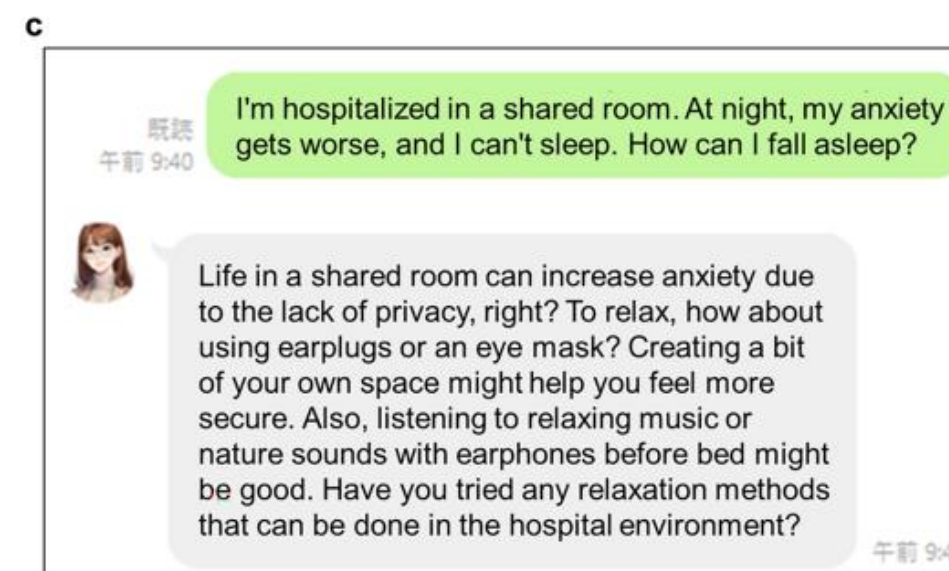 c
I'm hospitalized in a shared room. At night, my anxiety
gets worse, and I can't sleep. How can I fall asleep?
既読
午前 9:40
Life in a shared room can increase anxiety due
to the lack of privacy, right? To relax, how about
using earplugs or an eye mask? Creating a bit
of your own space might help you feel more
secure. Also, listening to relaxing music or
nature sounds with earphones before bed might
be good. Have you tried any relaxation methods
that can be done in the hospital environment?
午前